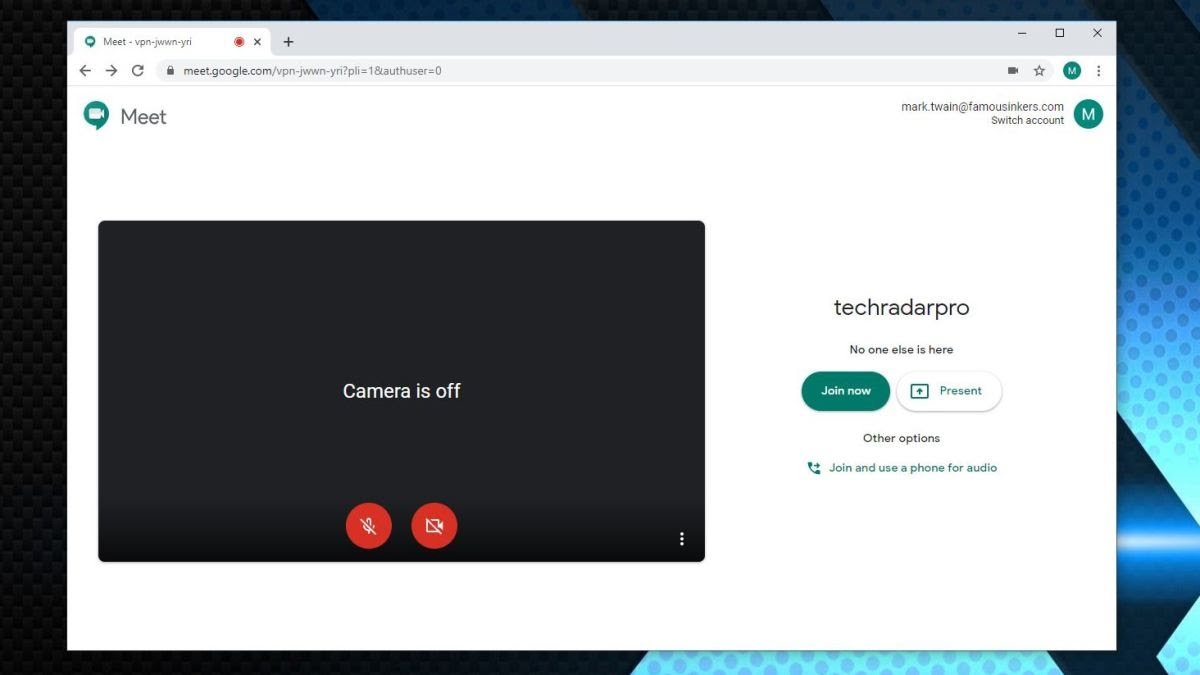 Meet - vpn-jwwn-yri
meet.google.com/vpn-jwwn-yri?pli=1&authuser=0
M
Meet
mark.twain@famousinkers.com
Switch account
M
Camera is off
techradarpro
No one else is here
Join now
Present
Other options
Join and use a phone for audio